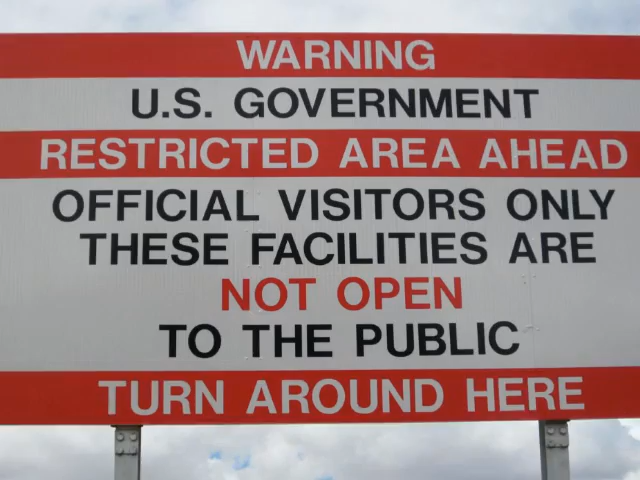 WARNING
U.S. GOVERNMENT
RESTRICTED AREA AHEAD
OFFICIAL VISITORS ONLY
THESE FACILITIES ARE
NOT OPEN
TO THE PUBLIC
TURN AROUND HERE